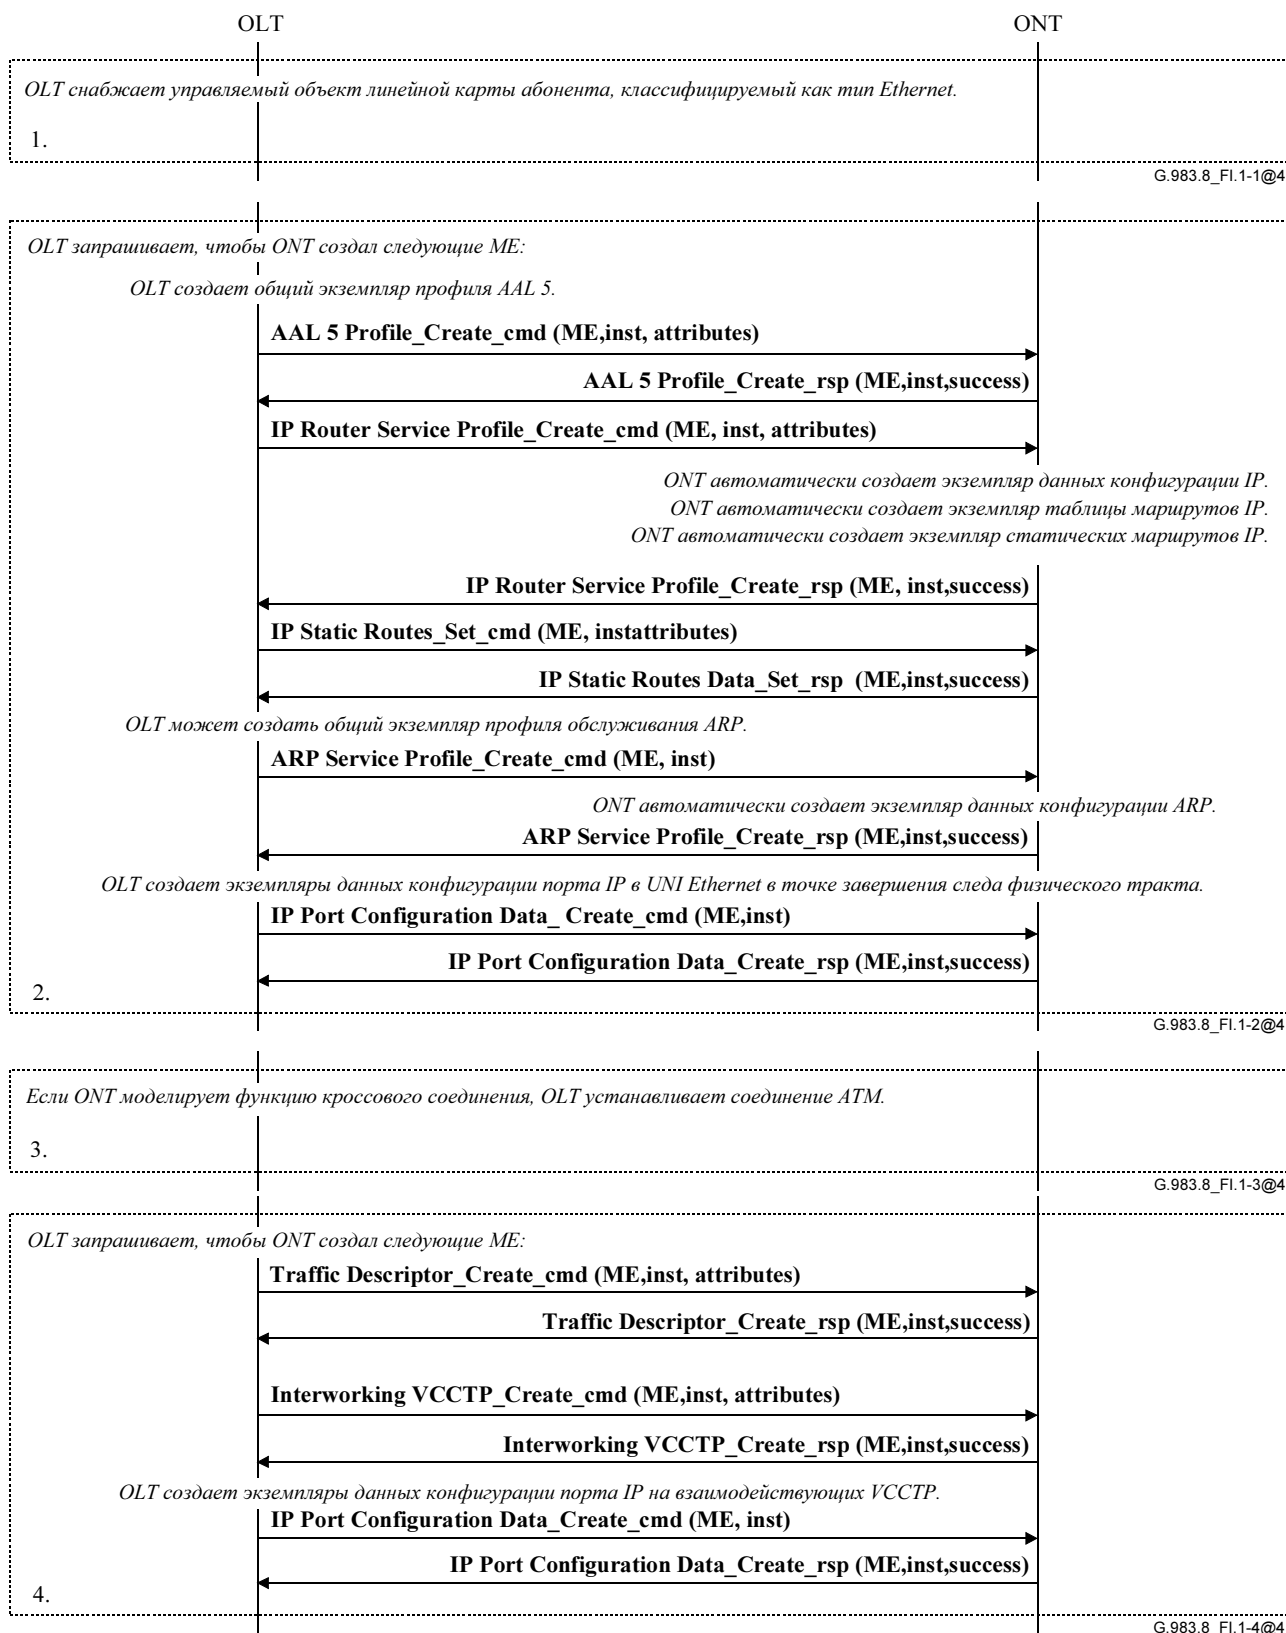 OLT
ONT
OLT снабжает управляемый объект линейной карты абонента, классифицируемый как тип Ethernet.
1.
G.983.8_FI.1-1@4
OLT запрашивает, чтобы ONT создал следующие ME:
OLT создает общий экземпляр профиля AAL 5.
AAL 5 Profile_Create_cmd (ME,inst, attributes)
AAL 5 Profile_Create_rsp (ME,inst,success)
IP Router Service Profile_Create_cmd (ME, inst, attributes)
ONT автоматически создает экземпляр данных конфигурации IP.
ONT автоматически создает экземпляр таблицы маршрутов IP.
ONT автоматически создает экземпляр статических маршрутов IP.
IP Router Service Profile_Create_rsp (ME, inst,success)
IP Static Routes_Set_cmd (ME, instattributes)
IP Static Routes Data_Set_rsp (ME,inst,success)
OLT может создать общий экземпляр профиля обслуживания ARP.
ARP Service Profile_Create_cmd (ME, inst)
ONT автоматически создает экземпляр данных конфигурации ARP.
ARP Service Profile_Create_rsp (ME,inst,success)
OLT создает экземпляры данных конфигурации порта IP в UNI Ethernet в точке завершения следа физического тракта.
IP Port Configuration Data_ Create_cmd (ME,inst)
IP Port Configuration Data_Create_rsp (ME,inst,success)
2.
G.983.8_FI.1-2@4
Если ONT моделирует функцию кроссового соединения, OLT устанавливает соединение ATM.
3.
G.983.8_FI.1-3@4
OLT запрашивает, чтобы ONT создал следующие ME:
Traffic Descriptor_Create_cmd (ME,inst, attributes)
Traffic Descriptor_Create_rsp (ME,inst,success)
Interworking VCCTP_Create_cmd (ME,inst, attributes)
Interworking VCCTP_Create_rsp (ME,inst,success)
OLT создает экземпляры данных конфигурации порта IP на взаимодействующих VCCTP.
IP Port Configuration Data_Create_cmd (ME, inst)
IP Port Configuration Data_Create_rsp (ME,inst,success)
4.
G.983.8_FI.1-4@4